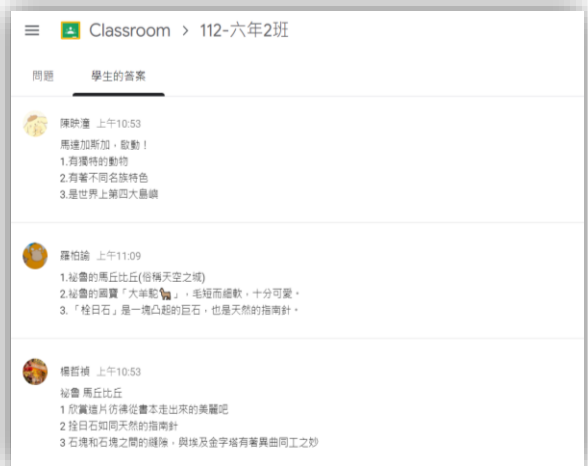 Classroom > 112-六年2班
問題 學生的答案
陳映潼 上午10:53
馬達加斯加,啟動!
1.有獨特的動物
2.有著不同名族特色
3.是世界上第四大島嶼
羅柏諭 上午11:09
1.祕魯的馬丘比丘(俗稱天空之城)
2.祕魯的國寶「大羊駝🦙」,毛短而細軟,十分可愛。
3.「栓日石」是一塊凸起的巨石,也是天然的指南針。
楊哲禎 上午10:53
祕魯 馬丘比丘
1 欣賞這片彷彿從書本走出來的美麗吧
2 拴日石如同天然的指南針
3 石塊和石塊之間的縫隙,與埃及金字塔有著異曲同工之妙